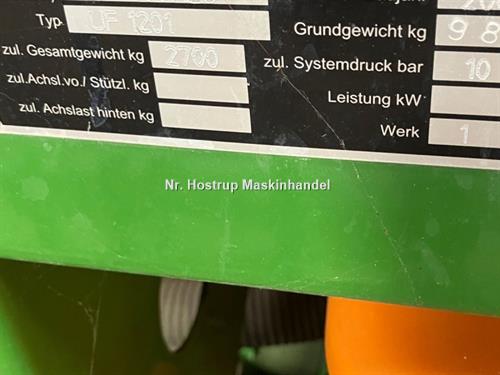 Typ UF 1201
Grundgewicht kg 98
zul. Gesamtgewicht kg 2700
zul. Systemdruck bar 10
zul.Achsl.vo./ Stützl. kg
Leistung kW
zul. Achslast hinten kg
Werk 1
Nr. Hostrup Maskinhandel